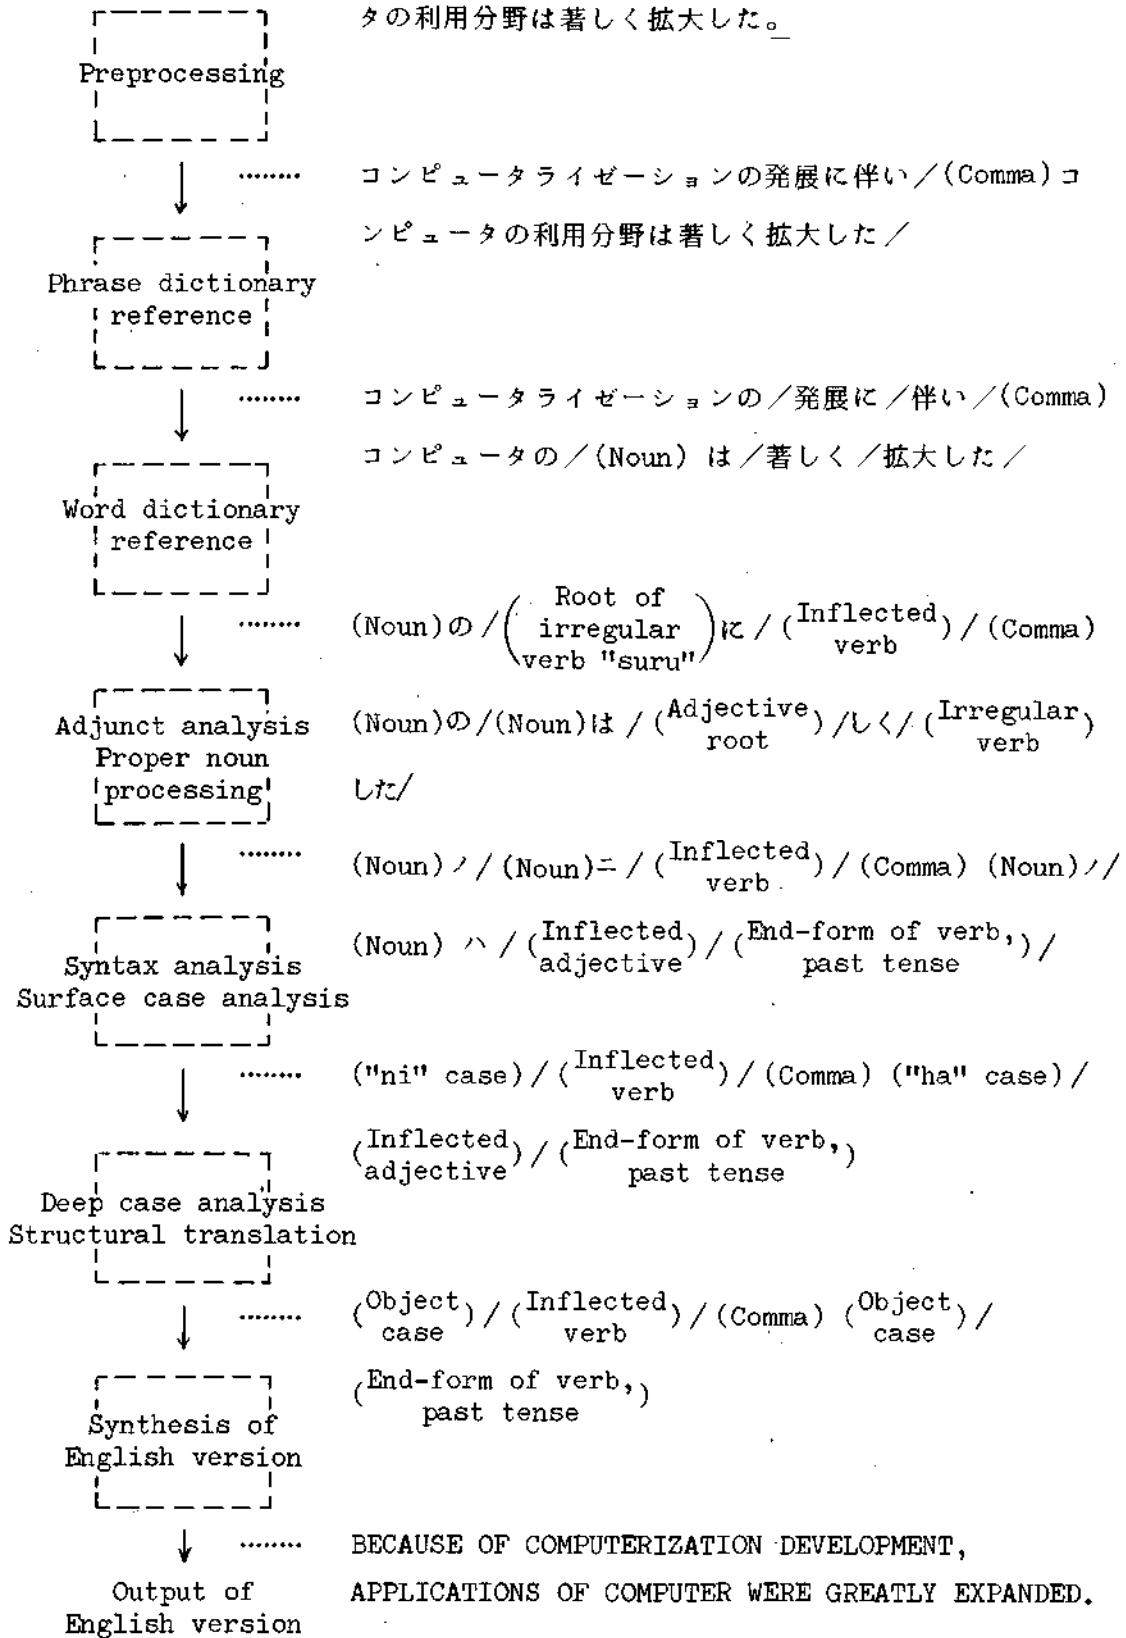 タの利用分野は著しく拡大した。
Preprocessing
........ コンピュータライゼーションの発展に伴い/(Comma)コ
ンピュータの利用分野は著しく拡大した/
Phrase dictionary
reference
........ コンピュータライゼーションの/発展に/伴い/(Comma)
コンピュータの/(Noun) は/著しく/拡大した/
Word dictionary
reference
........ (Noun)の/(Root of irregular verb "suru")に/(Inflected verb)/(Comma)
(Noun)の/(Noun)は/(Adjective root)/しく/(Irregular verb)
した/
Adjunct analysis
Proper noun
processing
........ (Noun)ノ/(Noun)ニ/(Inflected verb)/(Comma) (Noun)ノ/
(Noun) ハ/(Inflected adjective)/(End-form of verb, past tense)/
Syntax analysis
Surface case analysis
........ ("ni" case)/(Inflected verb)/(Comma) ("ha" case)/
(Inflected adjective)/(End-form of verb, past tense)
Deep case analysis
Structural translation
........ (Object case)/(Inflected verb)/(Comma) (Object case)/
(End-form of verb, past tense)
Synthesis of
English version
........ BECAUSE OF COMPUTERIZATION DEVELOPMENT,
APPLICATIONS OF COMPUTER WERE GREATLY EXPANDED.
Output of
English version